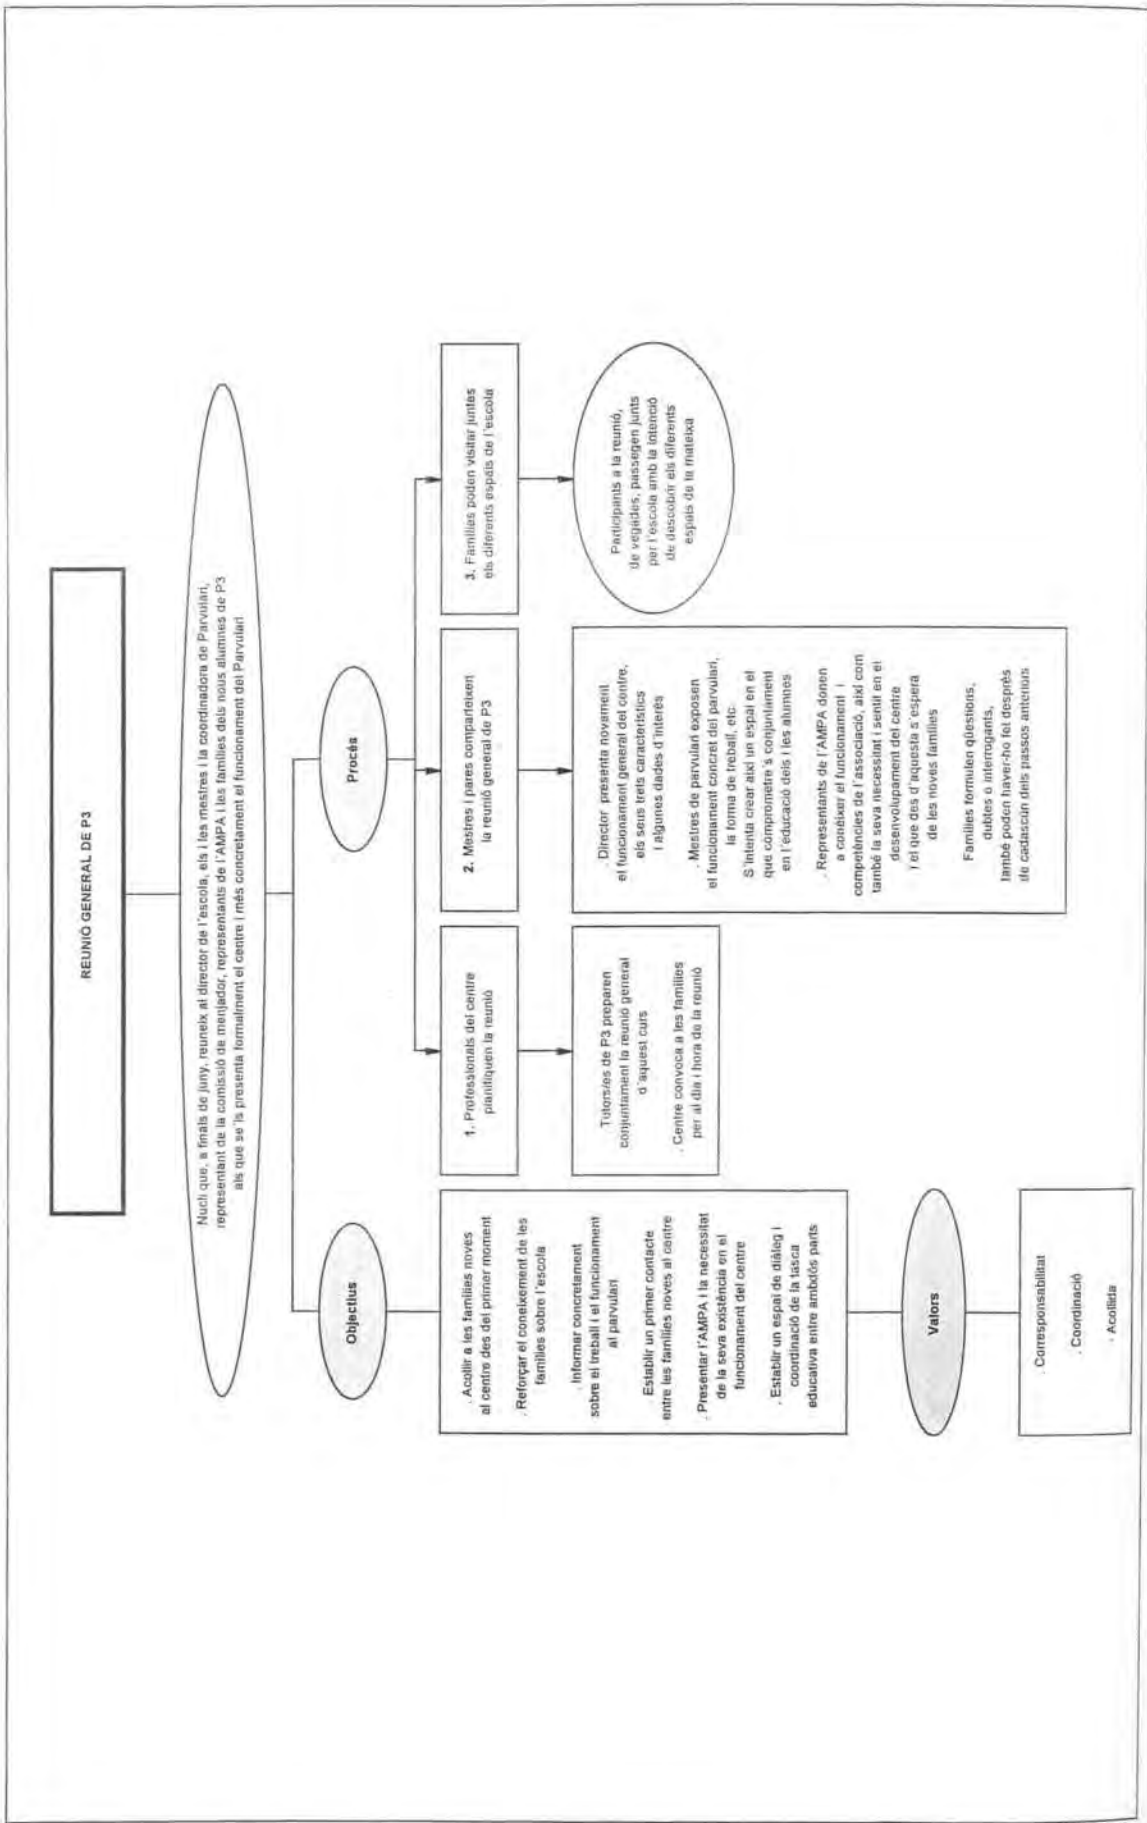 REUNIÓ GENERAL DE P3
Nucli que, a finals de juny, reuneix al director de l'escola, els i les mestres i la coordinadora de Parvulari,
representant de la comissió de menjador, representants de l'AMPA i les famílies dels nous alumnes de P3
als que se'ls presenta formalment el centre i més concretament el funcionament del Parvulari
Objectius
. Acollir a les famílies noves
al centre des del primer moment
. Reforçar el coneixement de les
famílies sobre l'escola
. Informar concretament
sobre el treball i el funcionament
al parvulari
. Establir un primer contacte
entre les famílies noves al centre
. Presentar l'AMPA i la necessitat
de la seva existència en el
funcionament del centre
. Establir un espai de diàleg i
coordinació de la tasca
educativa entre ambdós parts
Valors
. Corresponsabilitat
. Coordinació
. Acollida
Procés
1. Professionals del centre
planifiquen la reunió
Tutors/es de P3 preparen
conjuntament la reunió general
d'aquest curs
. Centre convoca a les famílies
per al dia i hora de la reunió
2. Mestres i pares comparteixen
la reunió general de P3
. Director presenta novament
el funcionament general del centre,
els seus trets característics
i algunes dades d'interès
. Mestres de parvulari exposen
el funcionament concret del parvulari,
la forma de treball, etc.
S'intenta crear així un espai en el
que comprometre's conjuntament
en l'educació dels i les alumnes
. Representants de l'AMPA donen
a conèixer el funcionament i
competències de l'associació, així com
també la seva necessitat i sentit en el
desenvolupament del centre
i el que des d'aquesta s'espera
de les noves famílies
Famílies formulen qüestions,
dubtes o interrogants,
també poden haver-ho fet desprès
de cadascún dels passos anteriors
3. Famílies poden visitar juntes
els diferents espais de l'escola
Participants a la reunió,
de vegades, passegen junts
per l'escola amb la intenció
de descobrir els diferents
espais de la mateixa